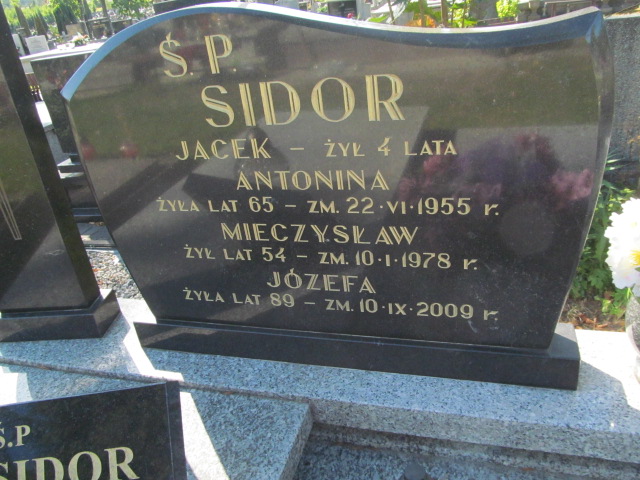 Ś.P.
SIDOR
JACEK – ŻYŁ 4 LATA
ANTONINA
ŻYŁA LAT 65 – ZM. 22·VI·1955 r.
MIECZYSŁAW
ŻYŁ LAT 54 – ZM. 10·I·1978 r.
JÓZEFA
ŻYŁA LAT 89 – ZM. 10·IX·2009 r.
Ś.P
SIDOR